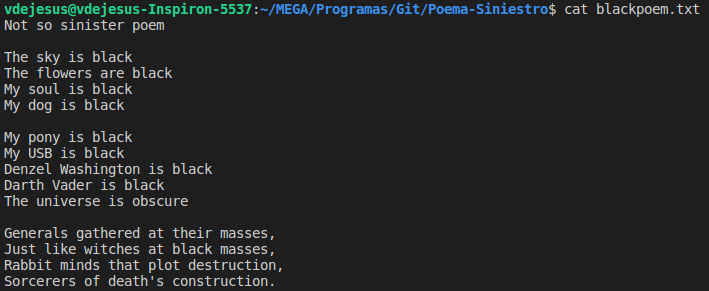 vdejesus@vdejesus-Inspiron-5537:~/MEGA/Programas/Git/Poema-Siniestro$ cat blackpoem.txt
Not so sinister poem

The sky is black
The flowers are black
My soul is black
My dog is black

My pony is black
My USB is black
Denzel Washington is black
Darth Vader is black
The universe is obscure

Generals gathered at their masses,
Just like witches at black masses,
Rabbit minds that plot destruction,
Sorcerers of death's construction.